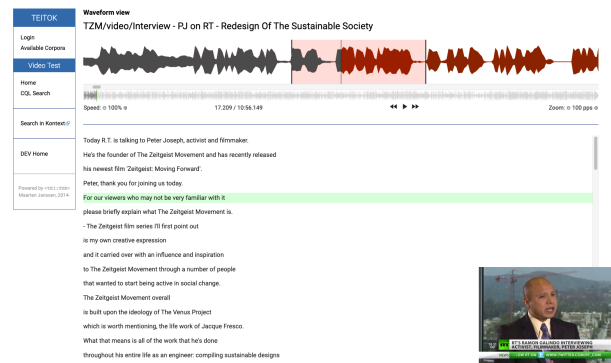 TEITOK
Login
Available Corpora
Video Test
Home
CQL Search
Search in Kontext
DEV Home
Powered by <TEI:TOK>
Maarten Janssen, 2014-
Waveform view
TZM/video/Interview - PJ on RT - Redesign Of The Sustainable Society
Speed: 100%
17.209 / 10:56.149
Zoom: 100 pps
Today R.T. is talking to Peter Joseph, activist and filmmaker.
He's the founder of The Zeitgeist Movement and has recently released
his newest film 'Zeitgeist: Moving Forward'.
Peter, thank you for joining us today.
For our viewers who may not be very familiar with it
please briefly explain what The Zeitgeist Movement is.
- The Zeitgeist film series I'll first point out
is my own creative expression
and it carried over with an influence and inspiration
to The Zeitgeist Movement through a number of people
that wanted to start being active in social change.
The Zeitgeist Movement overall
is built upon the ideology of The Venus Project
which is worth mentioning, the life work of Jacque Fresco.
What that means is all of the work that he's done
throughout his entire life as an engineer: compiling sustainable designs
RT'S RAMON GALINDO INTERVIEWING
ACTIVIST, FILMMAKER, PETER JOSEPH